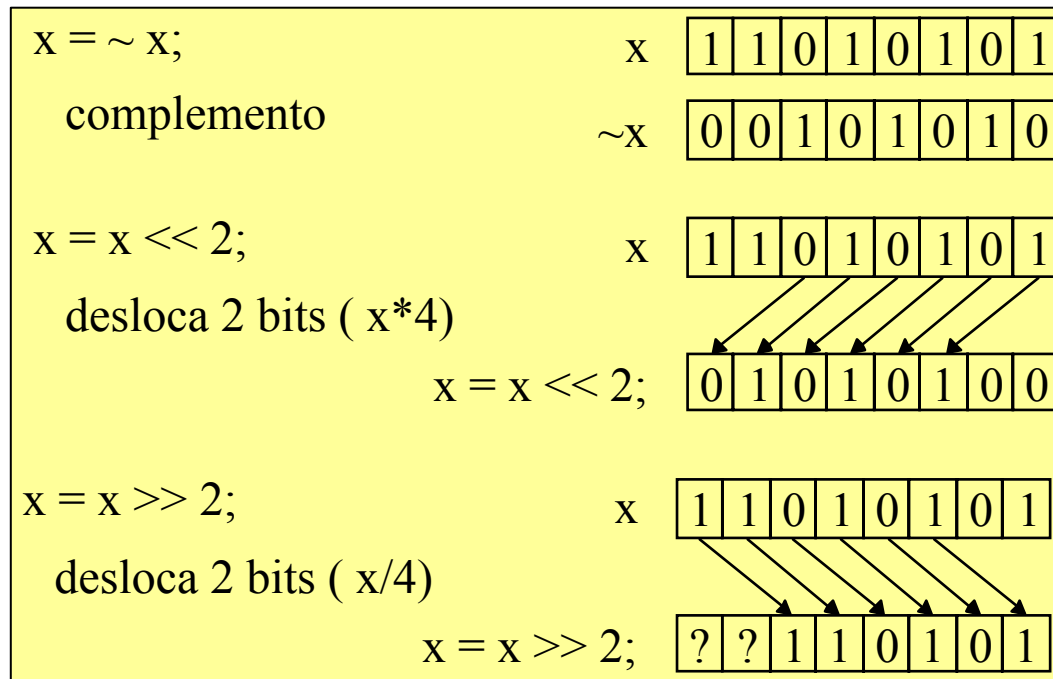 x = ~ x; x 1 1 0 1 0 1 0 1
complemento ~x 0 0 1 0 1 0 1 0
x = x << 2; x 1 1 0 1 0 1 0 1
desloca 2 bits ( x*4)
x = x << 2; 0 1 0 1 0 1 0 0
x = x >> 2; x 1 1 0 1 0 1 0 1
desloca 2 bits ( x/4)
x = x >> 2; ? ? 1 1 0 1 0 1